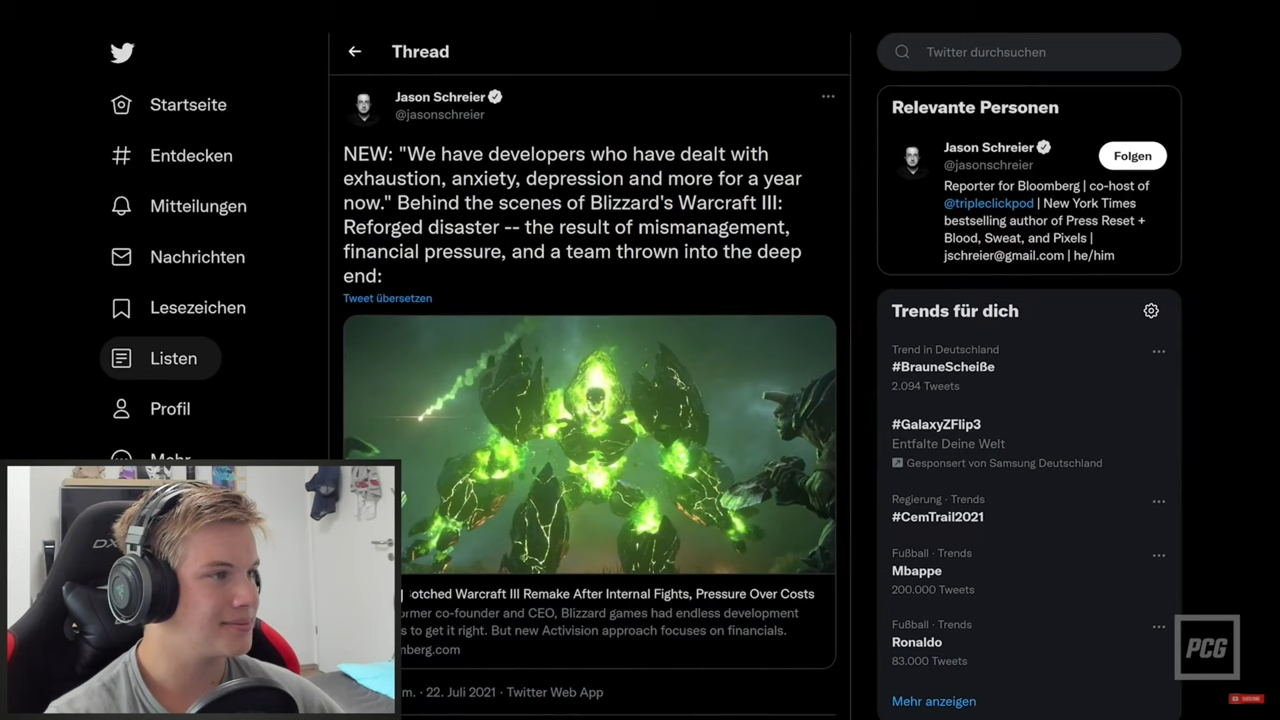 Startseite
Entdecken
Mitteilungen
Nachrichten
Lesezeichen
Listen
Profil
Mehr
Thread
Jason Schreier
@jasonschreier
NEW: "We have developers who have dealt with
exhaustion, anxiety, depression and more for a year
now." Behind the scenes of Blizzard's Warcraft III:
Reforged disaster -- the result of mismanagement,
financial pressure, and a team thrown into the deep
end:
Tweet übersetzen
otched Warcraft III Remake After Internal Fights, Pressure Over Costs
rmer co-founder and CEO, Blizzard games had endless development
s to get it right. But new Activision approach focuses on financials.
nberg.com
m. · 22. Juli 2021 · Twitter Web App
Twitter durchsuchen
Relevante Personen
Jason Schreier
@jasonschreier
Folgen
Reporter for Bloomberg | co-host of
@tripleclickpod | New York Times
bestselling author of Press Reset +
Blood, Sweat, and Pixels |
jschreier@gmail.com | he/him
Trends für dich
Trend in Deutschland
#BrauneScheiße
2.094 Tweets
#GalaxyZFlip3
Entfalte Deine Welt
Gesponsert von Samsung Deutschland
Regierung · Trends
#CemTrail2021
Fußball · Trends
Mbappe
200.000 Tweets
Fußball · Trends
Ronaldo
83.000 Tweets
Mehr anzeigen
PCG
DX